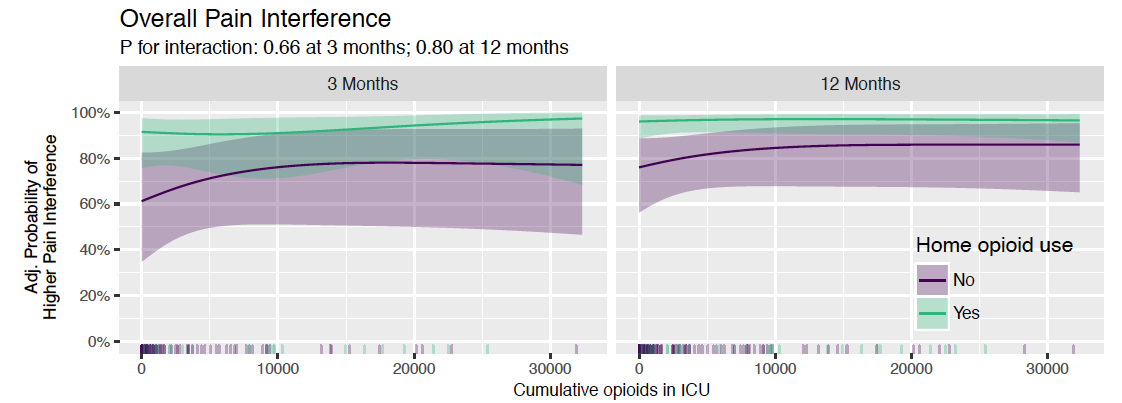 Overall Pain Interference
P for interaction: 0.66 at 3 months; 0.80 at 12 months
3 Months
12 Months
Adj. Probability of
Higher Pain Interference
100%
80%
60%
40%
20%
0%
Home opioid use
No
Yes
0 10000 20000 30000
0 10000 20000 30000
Cumulative opioids in ICU